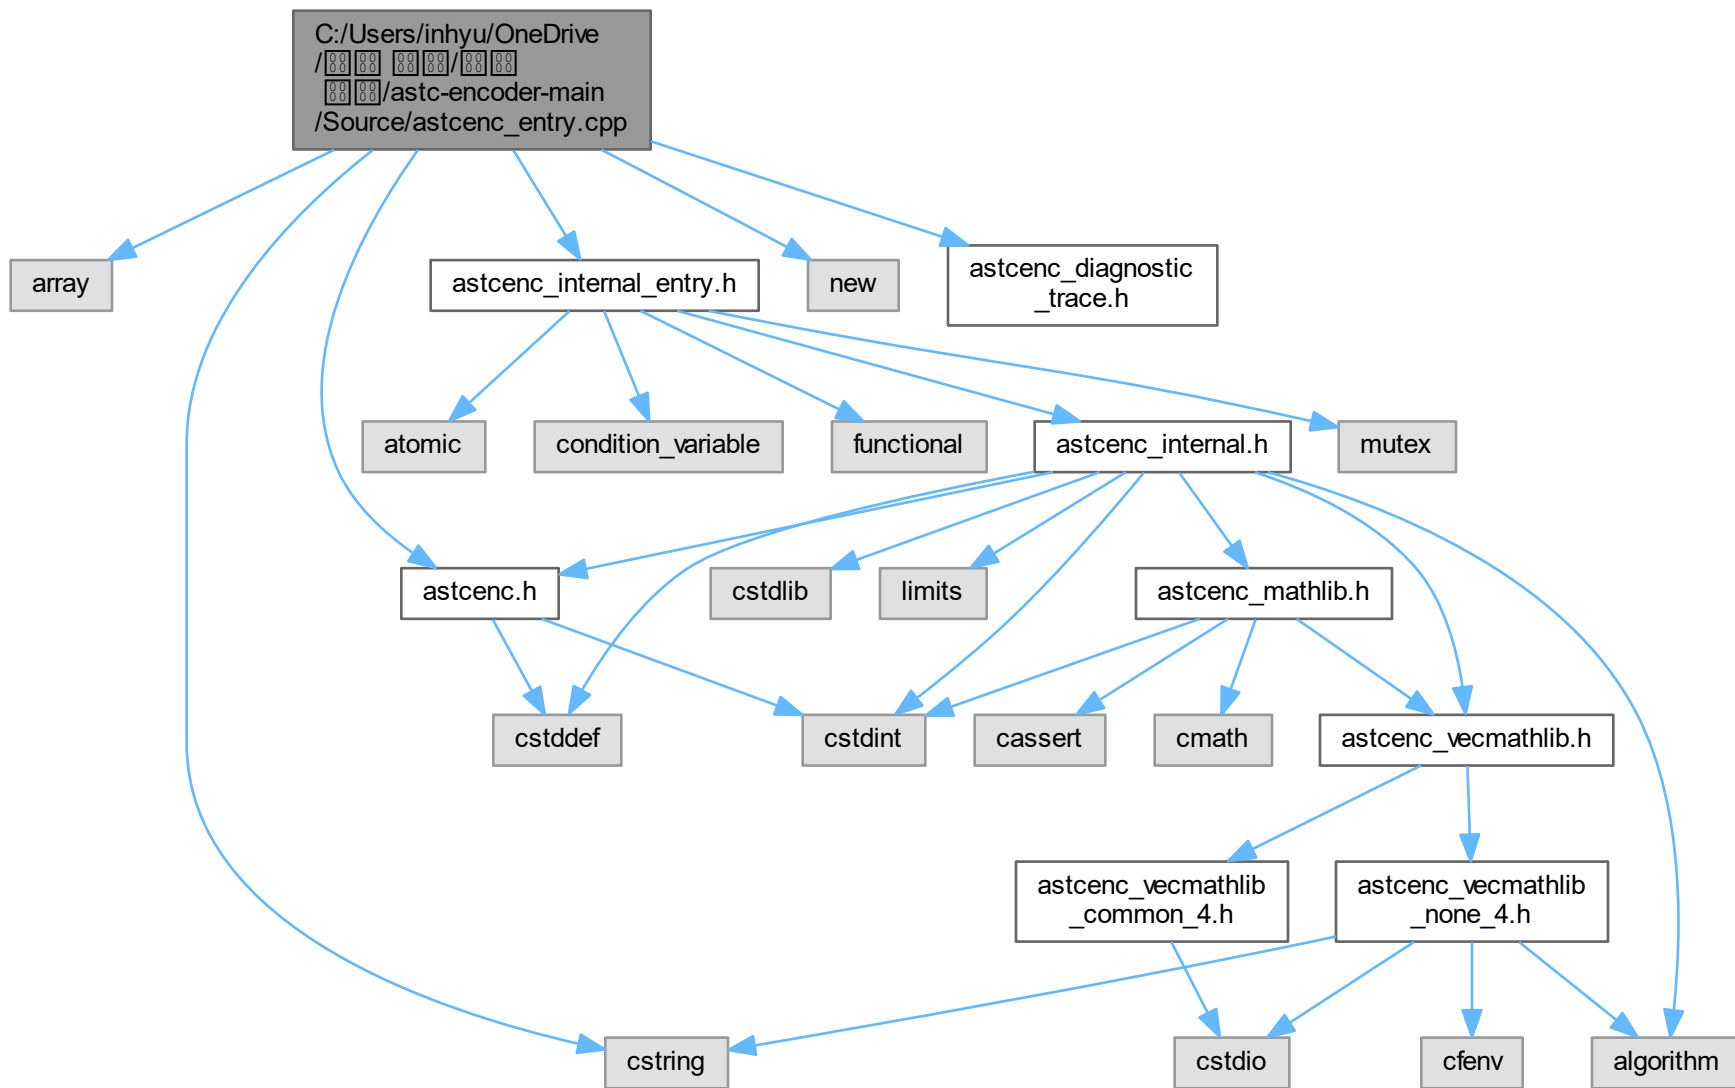 C:/Users/inhyu/OneDrive
/astc-encoder-main
/Source/astcenc_entry.cpp
array
astcenc_internal_entry.h
new
astcenc_diagnostic
_trace.h
atomic
condition_variable
functional
astcenc_internal.h
mutex
astcenc.h
cstdlib
limits
astcenc_mathlib.h
cstddef
cstdint
cassert
cmath
astcenc_vecmathlib.h
astcenc_vecmathlib
_common_4.h
astcenc_vecmathlib
_none_4.h
cstring
cstdio
cfenv
algorithm